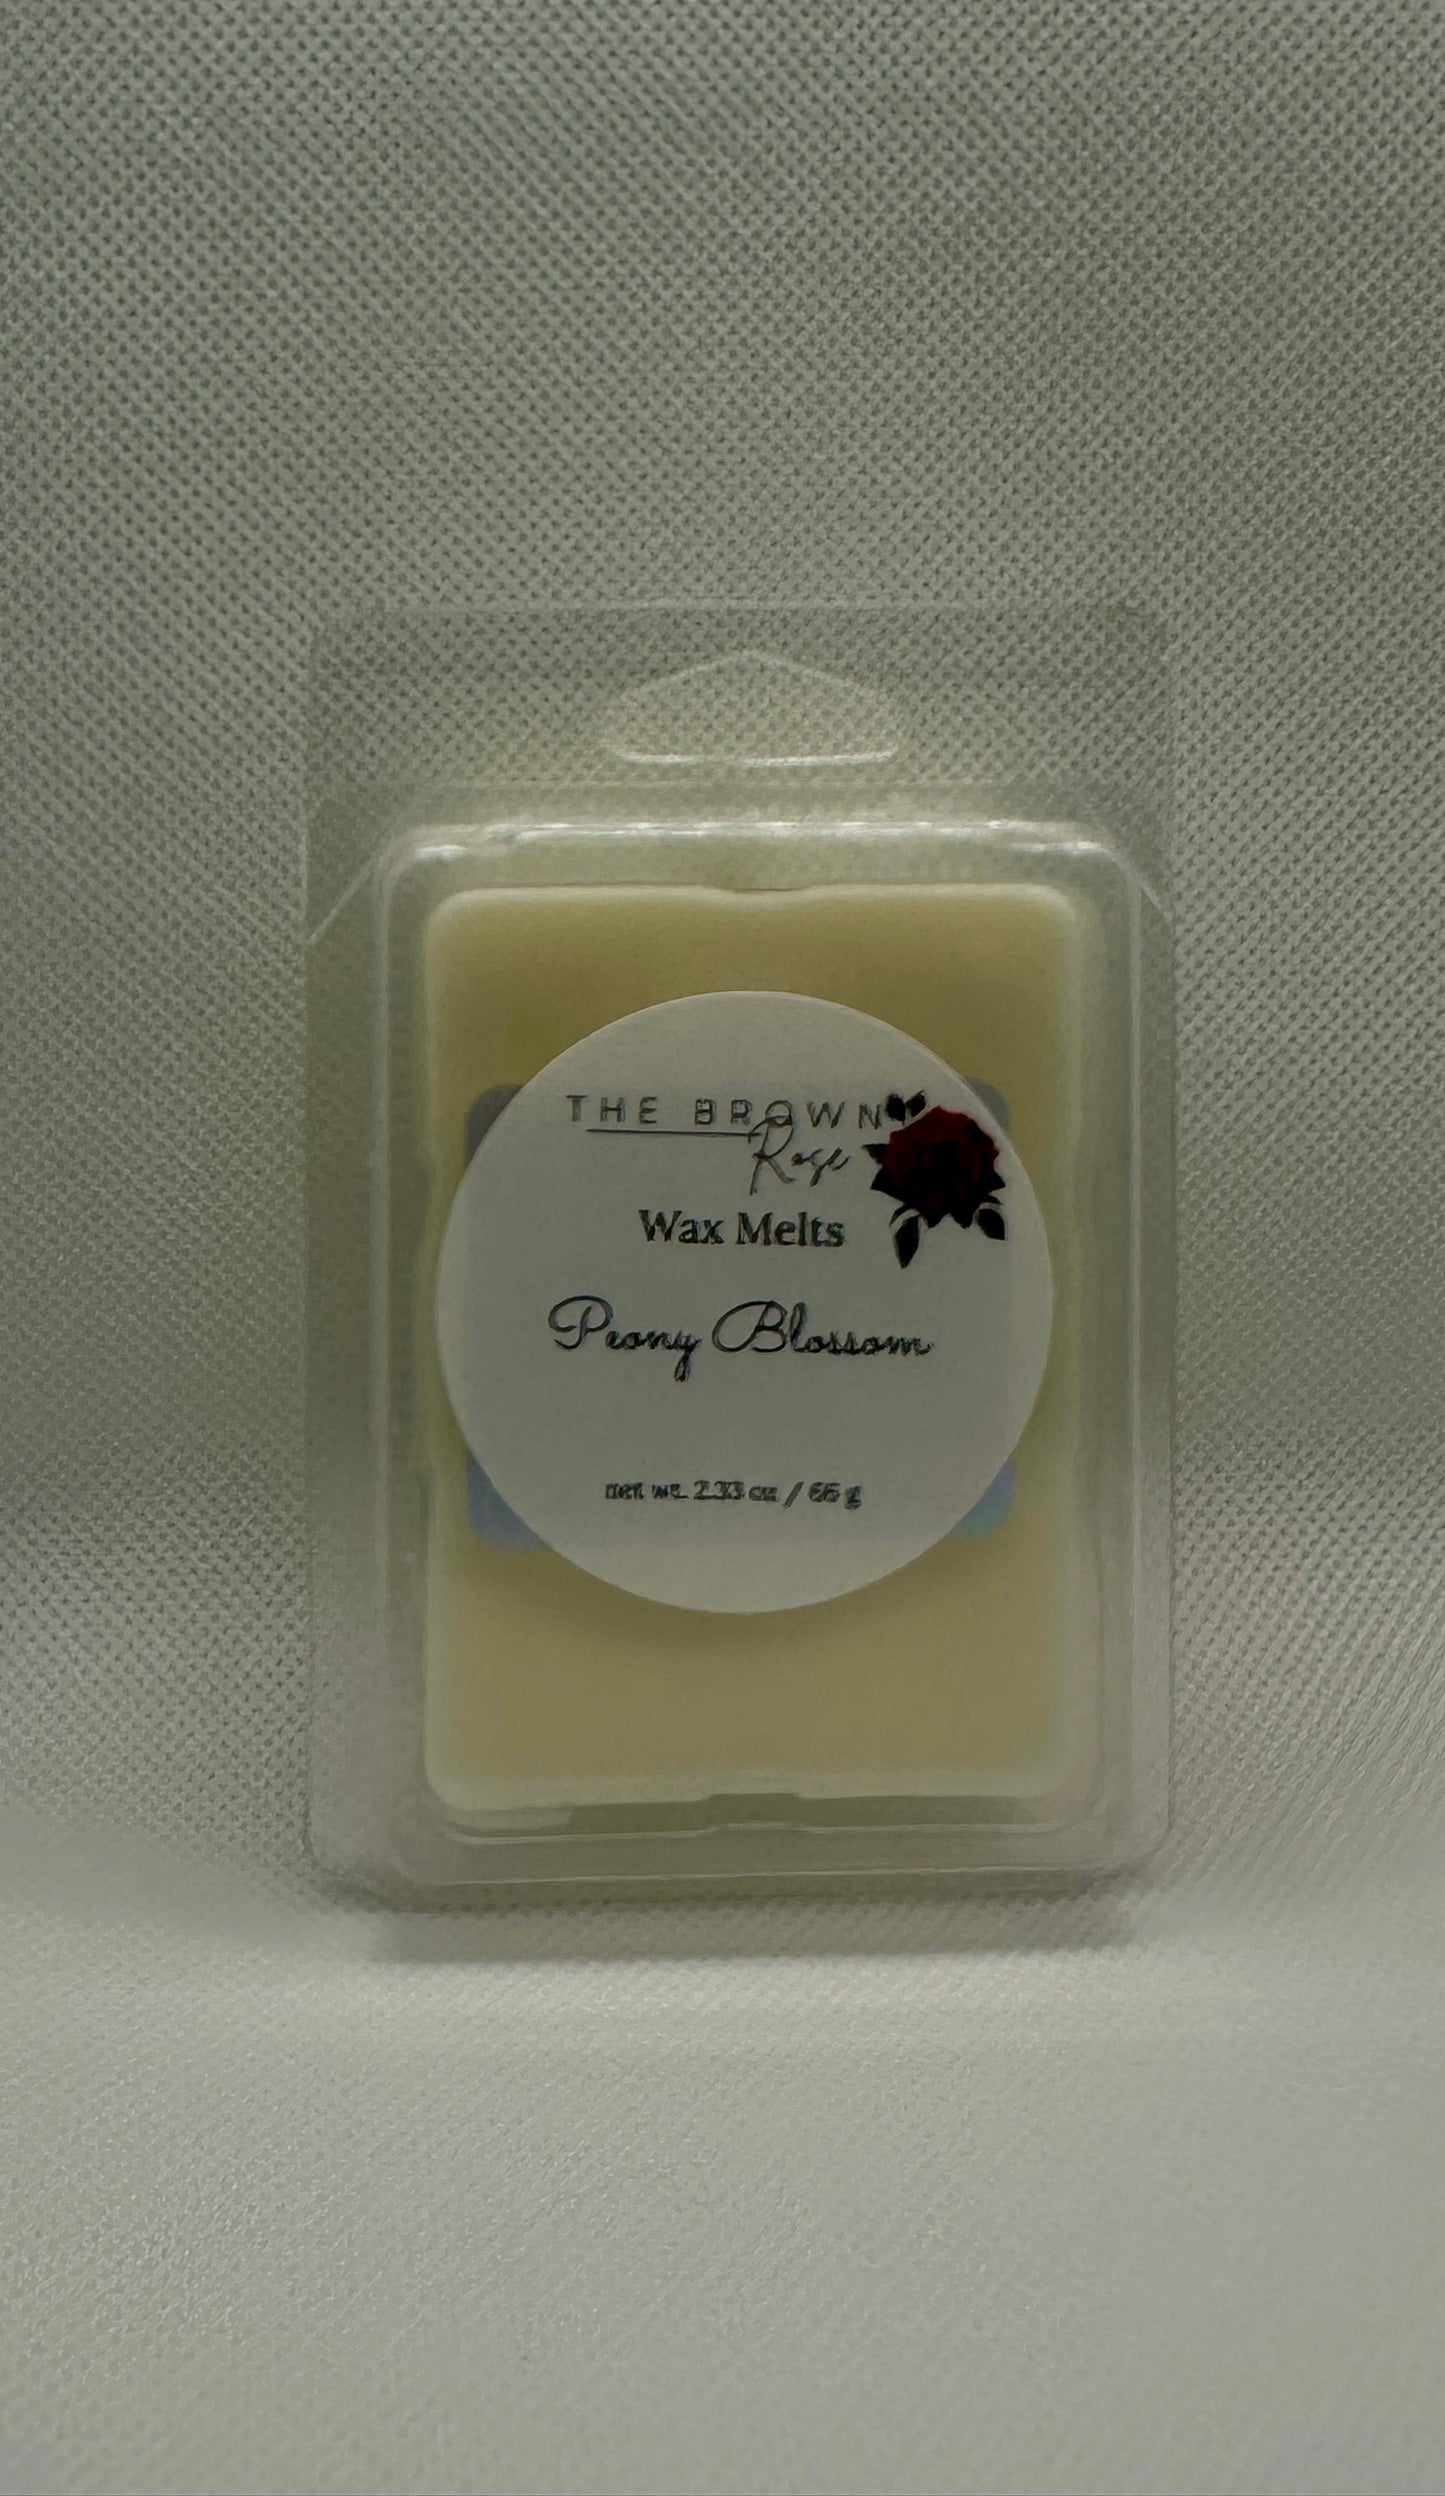 THE BROWN
Rose
Wax Melts
Peony Blossom
net wt. 2.33 oz / 66 g